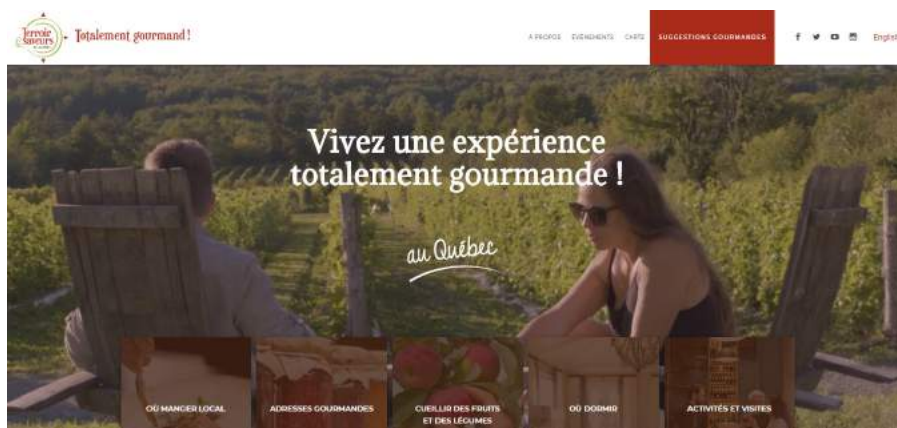 Terroir
saveurs
Totalement gourmand !
A PROPOS
ÉVÉNEMENTS
CARTE
SUGGESTIONS GOURMANDES
English
Vivez une expérience
totalement gourmande !
au Québec
OÙ MANGER LOCAL
ADRESSES GOURMANDES
CUEILLIR DES FRUITS
ET DES LÉGUMES
OÙ DORMIR
ACTIVITÉS ET VISITES